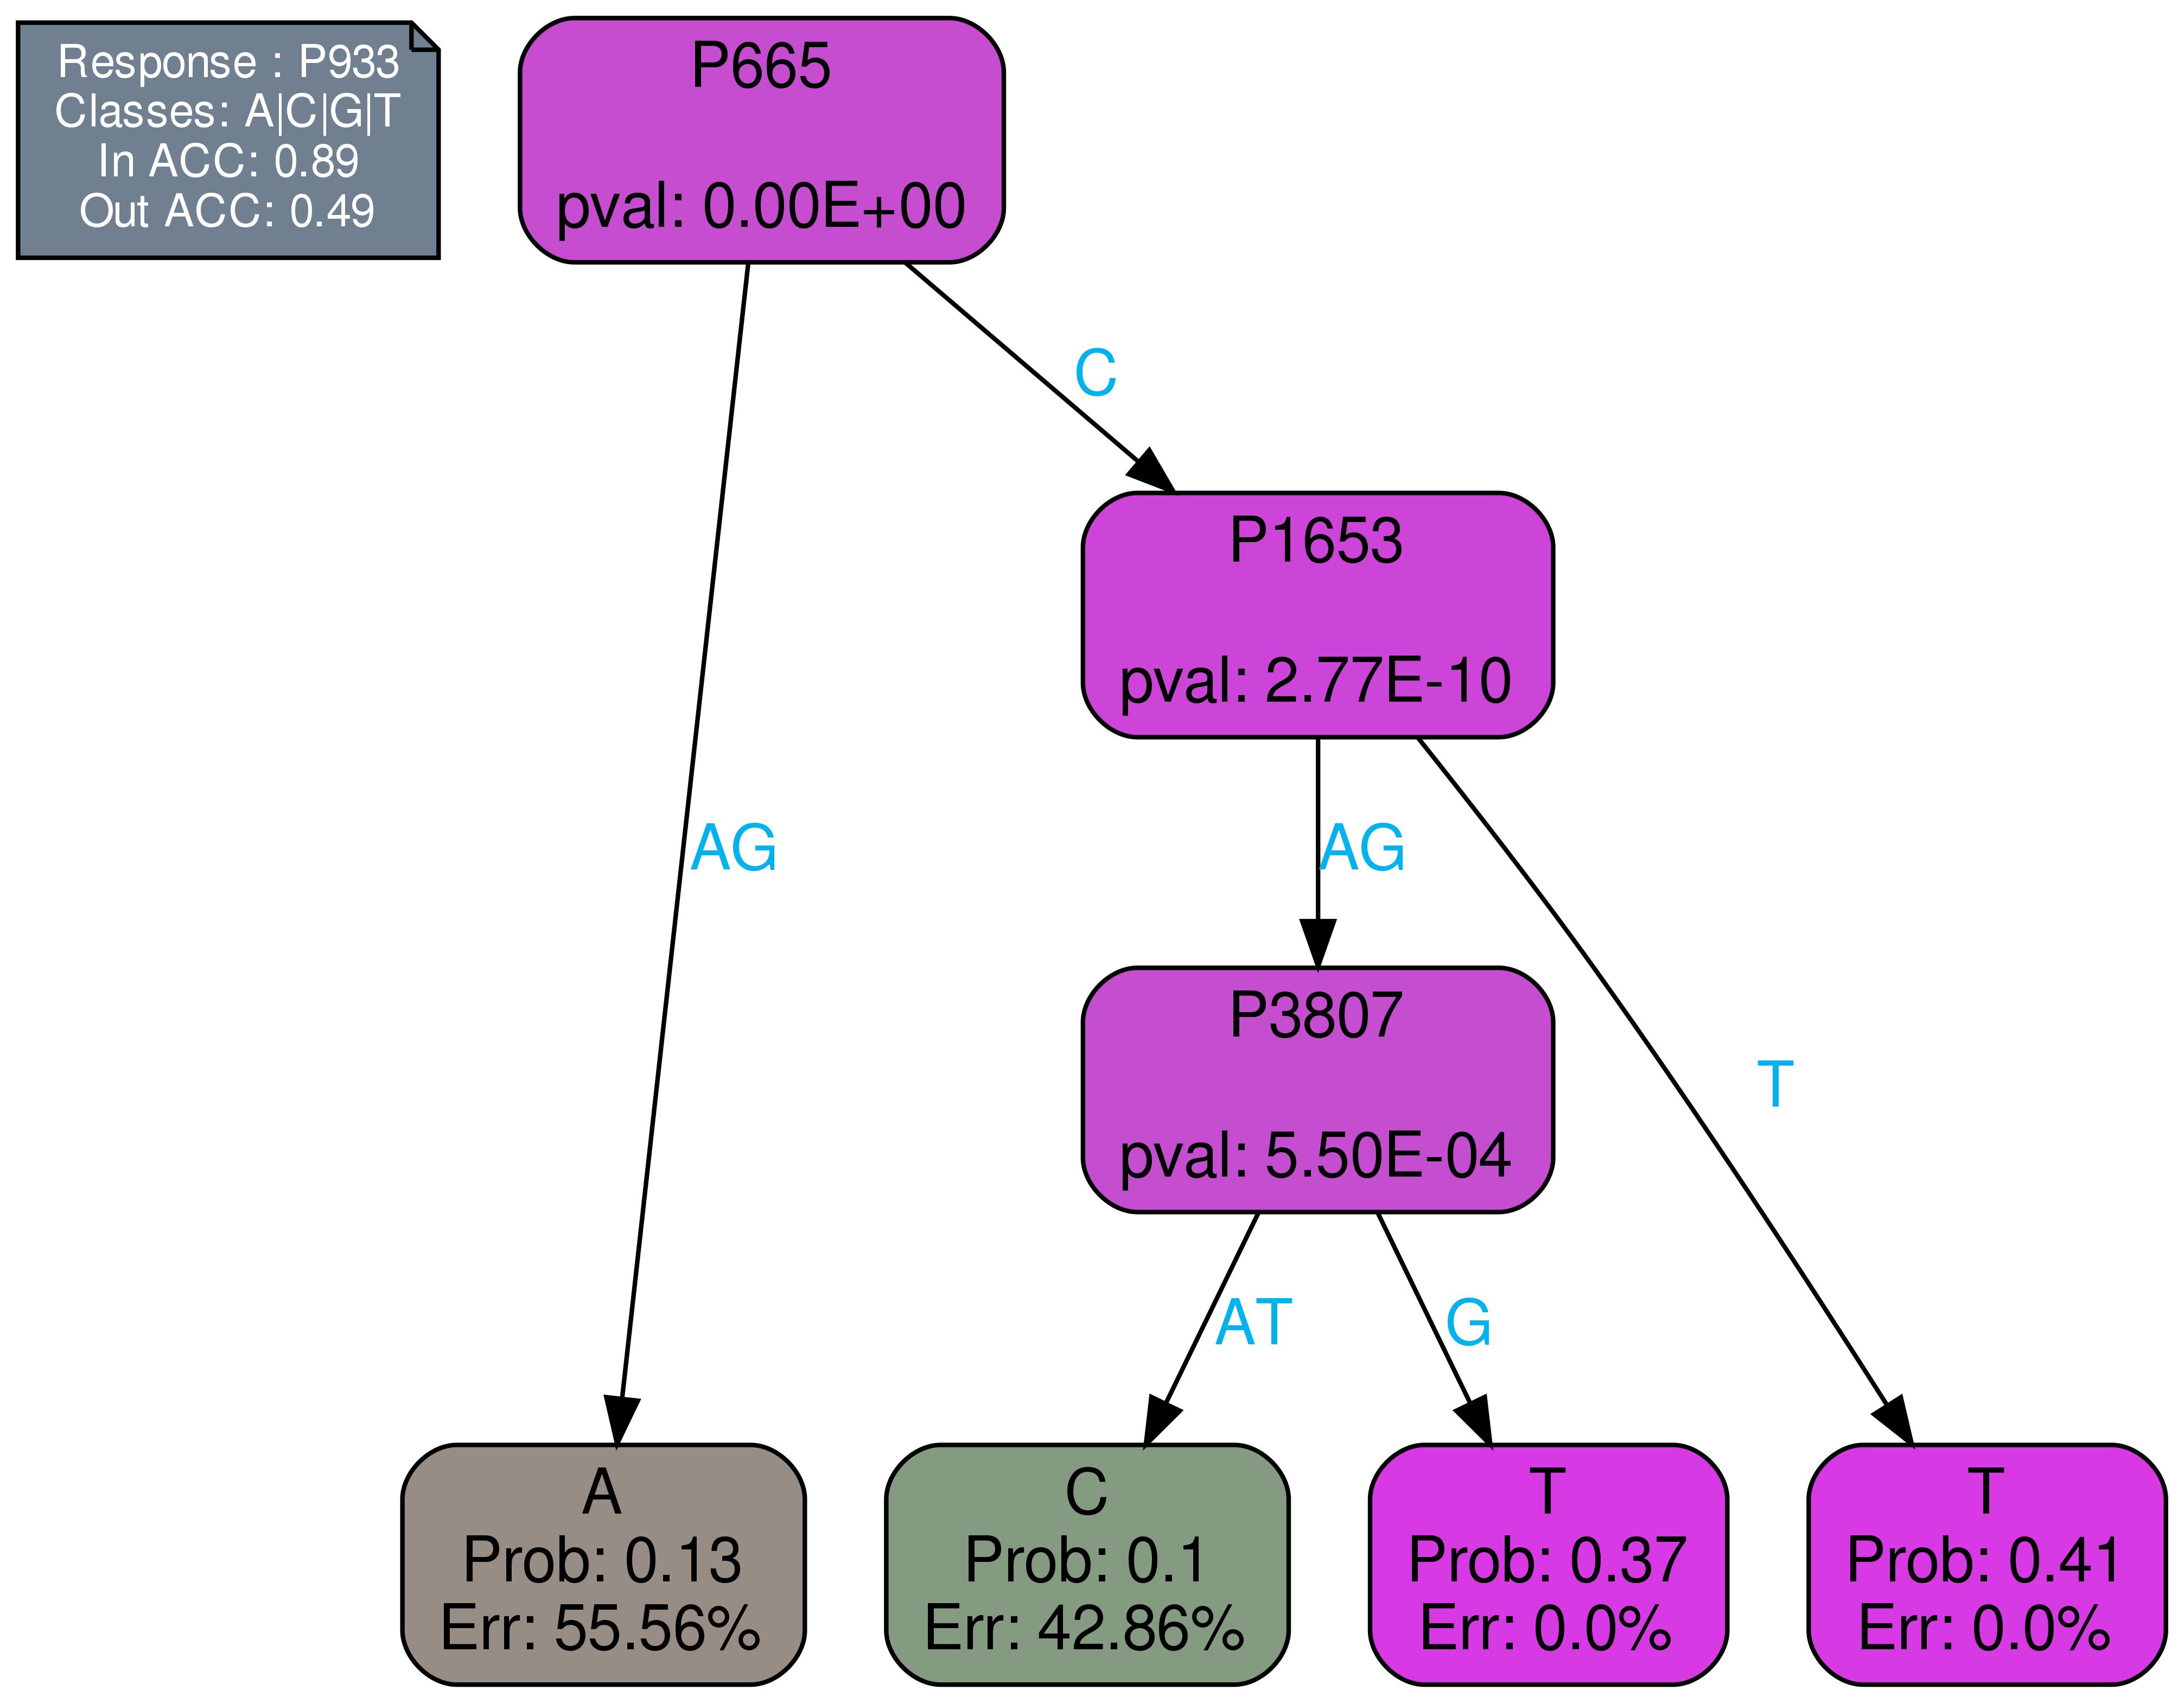 Response : P933
Classes: A|C|G|T
In ACC: 0.89
Out ACC: 0.49
P665
pval: 0.00E+00
C
P1653
pval: 2.77E-10
AG
AG
P3807
pval: 5.50E-04
T
AT
G
A
Prob: 0.13
Err: 55.56%
C
Prob: 0.1
Err: 42.86%
T
Prob: 0.37
Err: 0.0%
T
Prob: 0.41
Err: 0.0%